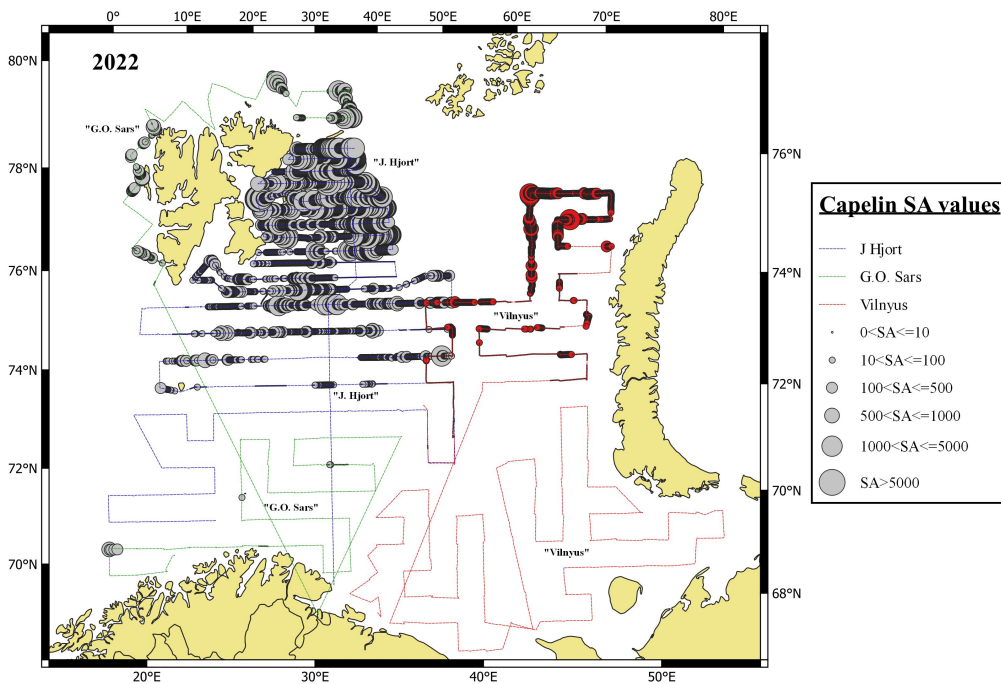 0° 10°E 20°E 30°E 40°E 50°E 60°E 70°E 80°E
80°N
2022
"G.O. Sars"
"J. Hjort"
76°N
78°N
Capelin SA values
J Hjort
G.O. Sars
Vilnyus
0<SA<=10
10<SA<=100
100<SA<=500
500<SA<=1000
1000<SA<=5000
SA>5000
76°N
74°N
"Vilnyus"
74°N
72°N
"J. Hjort"
72°N
70°N
"G.O. Sars"
"Vilnyus"
70°N
68°N
20°E 30°E 40°E 50°E